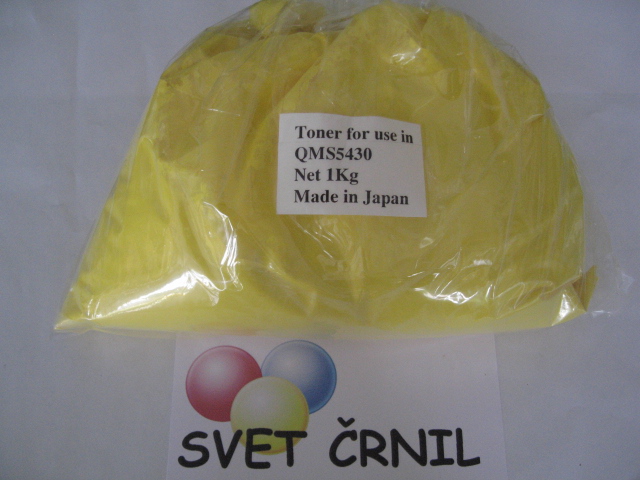 Toner for use in
QMS5430
Net 1Kg
Made in Japan
SVET ČRNIL